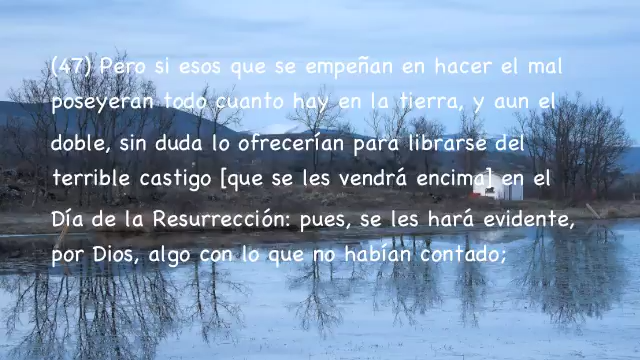 (47) Pero si esos que se empeñan en hacer el mal
poseyeran todo cuanto hay en la tierra, y aun el
doble, sin duda lo ofrecerían para librarse del
terrible castigo [que se les vendrá encima] en el
Día de la Resurrección: pues, se les hará evidente,
por Dios, algo con lo que no habían contado;